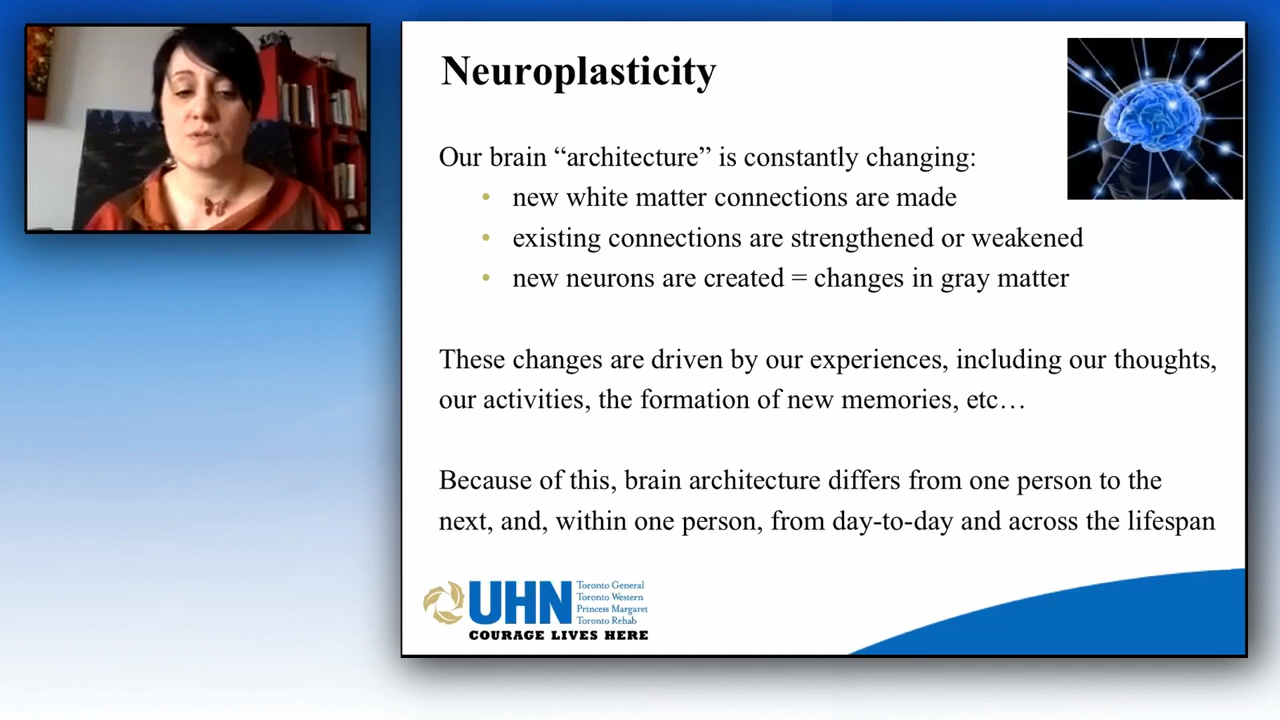 Neuroplasticity
Our brain “architecture” is constantly changing:
• new white matter connections are made
• existing connections are strengthened or weakened
• new neurons are created = changes in gray matter
These changes are driven by our experiences, including our thoughts,
our activities, the formation of new memories, etc…
Because of this, brain architecture differs from one person to the
next, and, within one person, from day-to-day and across the lifespan
UHN
Toronto General
Toronto Western
Princess Margaret
Toronto Rehab
COURAGE LIVES HERE